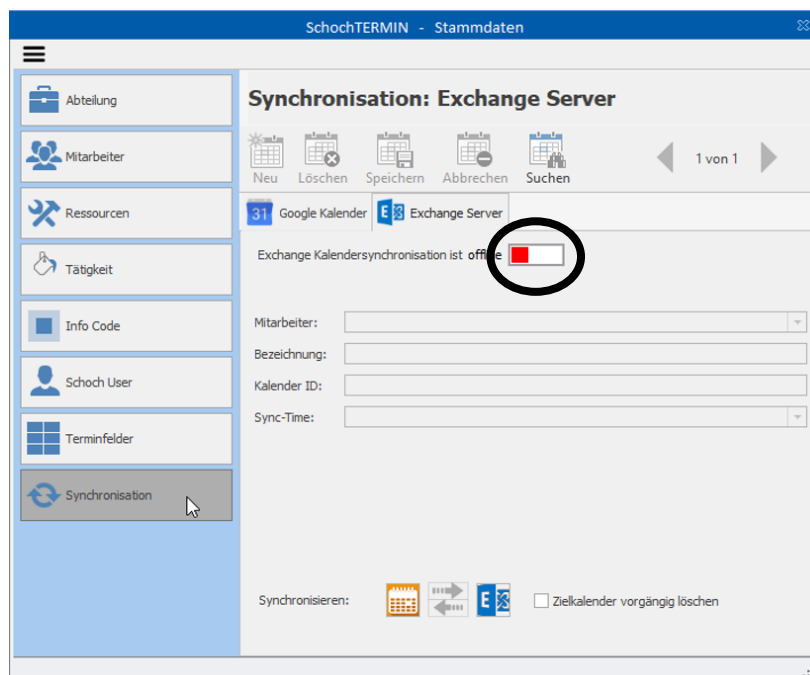 SchochTERMIN - Stammdaten
Abteilung
Mitarbeiter
Ressourcen
Tätigkeit
Info Code
Schoch User
Terminfelder
Synchronisation
Synchronisation: Exchange Server
Neu Löschen Speichern Abbrechen Suchen
1 von 1
31 Google Kalender E Exchange Server
Exchange Kalendersynchronisation ist offline
Mitarbeiter:
Bezeichnung:
Kalender ID:
Sync-Time:
Synchronisieren: E Zielkalender vorgängig löschen